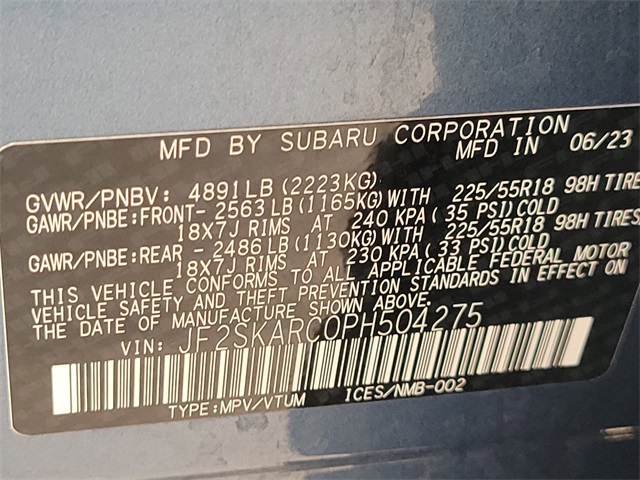 MFD BY SUBARU CORPORATION
MFD IN 06/23
GVWR/PNBV: 4891LB(2223KG)
GAWR/PNBE:FRONT- 2563LB(1165KG)WITH 225/55R18 98H TIRES
18X7J RIMS AT 240 KPA(35 PSI)COLD
GAWR/PNBE:REAR - 2486LB(1130KG)WITH 225/55R18 98H TIRES
18X7J RIMS AT 230 KPA(33 PSI)COLD
THIS VEHICLE CONFORMS TO ALL APPLICABLE FEDERAL MOTOR
VEHICLE SAFETY AND THEFT PREVENTION STANDARDS IN EFFECT ON
THE DATE OF MANUFACTURE SHOWN ABOVE.
VIN: JF2SKARC0PH504275
TYPE:MPV/VTUM ICES/NMB-002